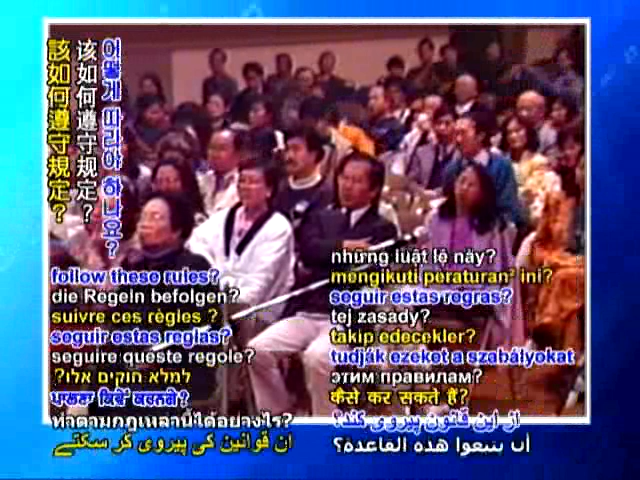 該如何遵守規定?
该如何遵守规定?
어떻게 따라야 하나요?
follow these rules?
die Regeln befolgen?
suivre ces règles ?
seguir estas reglas?
seguire queste regole?
למלא חוקים אלו?
ਪਾਲਣਾ ਕਿਵੇਂ ਕਰਨਗੇ?
ทำตามกฎเหล่านี้ได้อย่างไร?
ان قوانین کی پیروی کر سکتے
những luật lệ nầy?
mengikuti peraturan² ini?
seguir estas regras?
tej zasady?
takip edecekler?
tudják ezeket a szabályokat
этим правилам?
कैसे कर सकते हैं?
از این قانون پیروی کند؟
أن يتبعوا هذه القاعدة؟